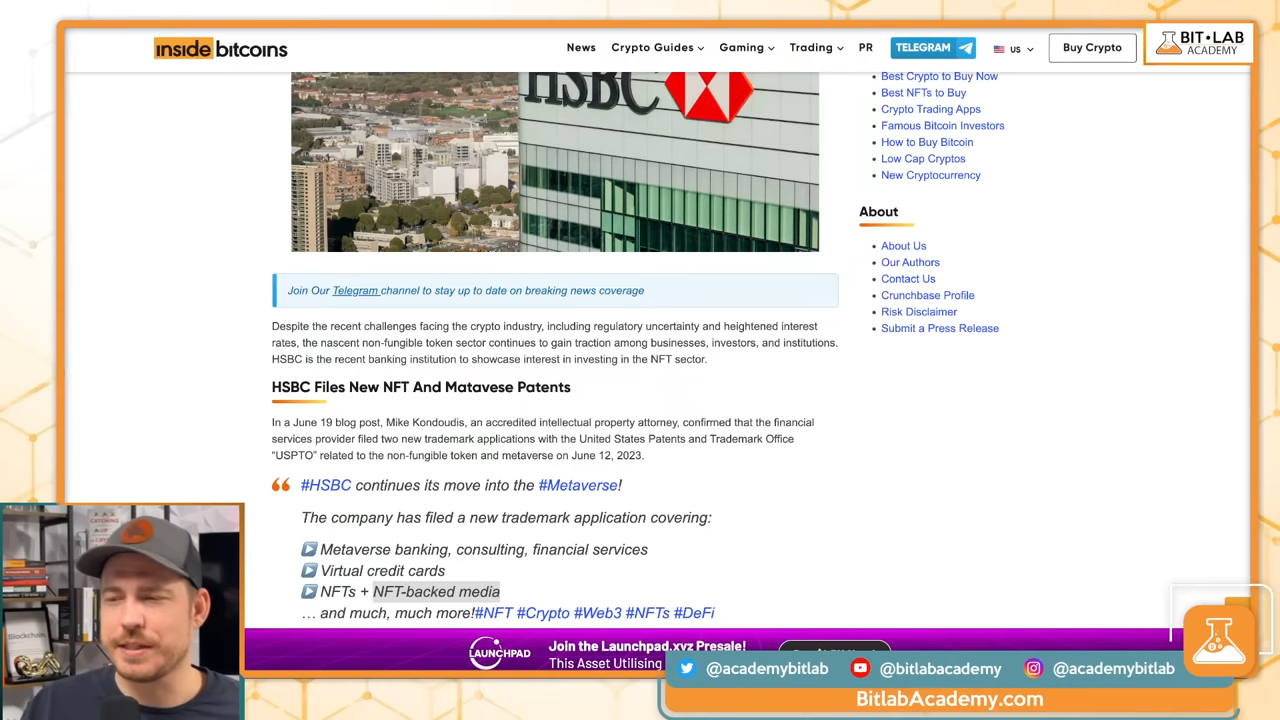 inside bitcoins
News Crypto Guides Gaming Trading PR TELEGRAM US Buy Crypto
BIT•LAB
ACADEMY
HSBC
Best Crypto to Buy Now
Best NFTs to Buy
Crypto Trading Apps
Famous Bitcoin Investors
How to Buy Bitcoin
Low Cap Cryptos
New Cryptocurrency
About
About Us
Our Authors
Contact Us
Crunchbase Profile
Risk Disclaimer
Submit a Press Release
Join Our Telegram channel to stay up to date on breaking news coverage
Despite the recent challenges facing the crypto industry, including regulatory uncertainty and heightened interest
rates, the nascent non-fungible token sector continues to gain traction among businesses, investors, and institutions.
HSBC is the recent banking institution to showcase interest in investing in the NFT sector.
HSBC Files New NFT And Matavese Patents
In a June 19 blog post, Mike Kondoudis, an accredited intellectual property attorney, confirmed that the financial
services provider filed two new trademark applications with the United States Patents and Trademark Office
“USPTO” related to the non-fungible token and metaverse on June 12, 2023.
#HSBC continues its move into the #Metaverse!
The company has filed a new trademark application covering:
▶️ Metaverse banking, consulting, financial services
▶️ Virtual credit cards
▶️ NFTs + NFT-backed media
… and much, much more!#NFT #Crypto #Web3 #NFTs #DeFi
Blockchain
LAUNCHPAD
Join the Launchpad.xyz Presale!
This Asset Utilising
@academybitlab @bitlabacademy @academybitlab
BitlabAcademy.com